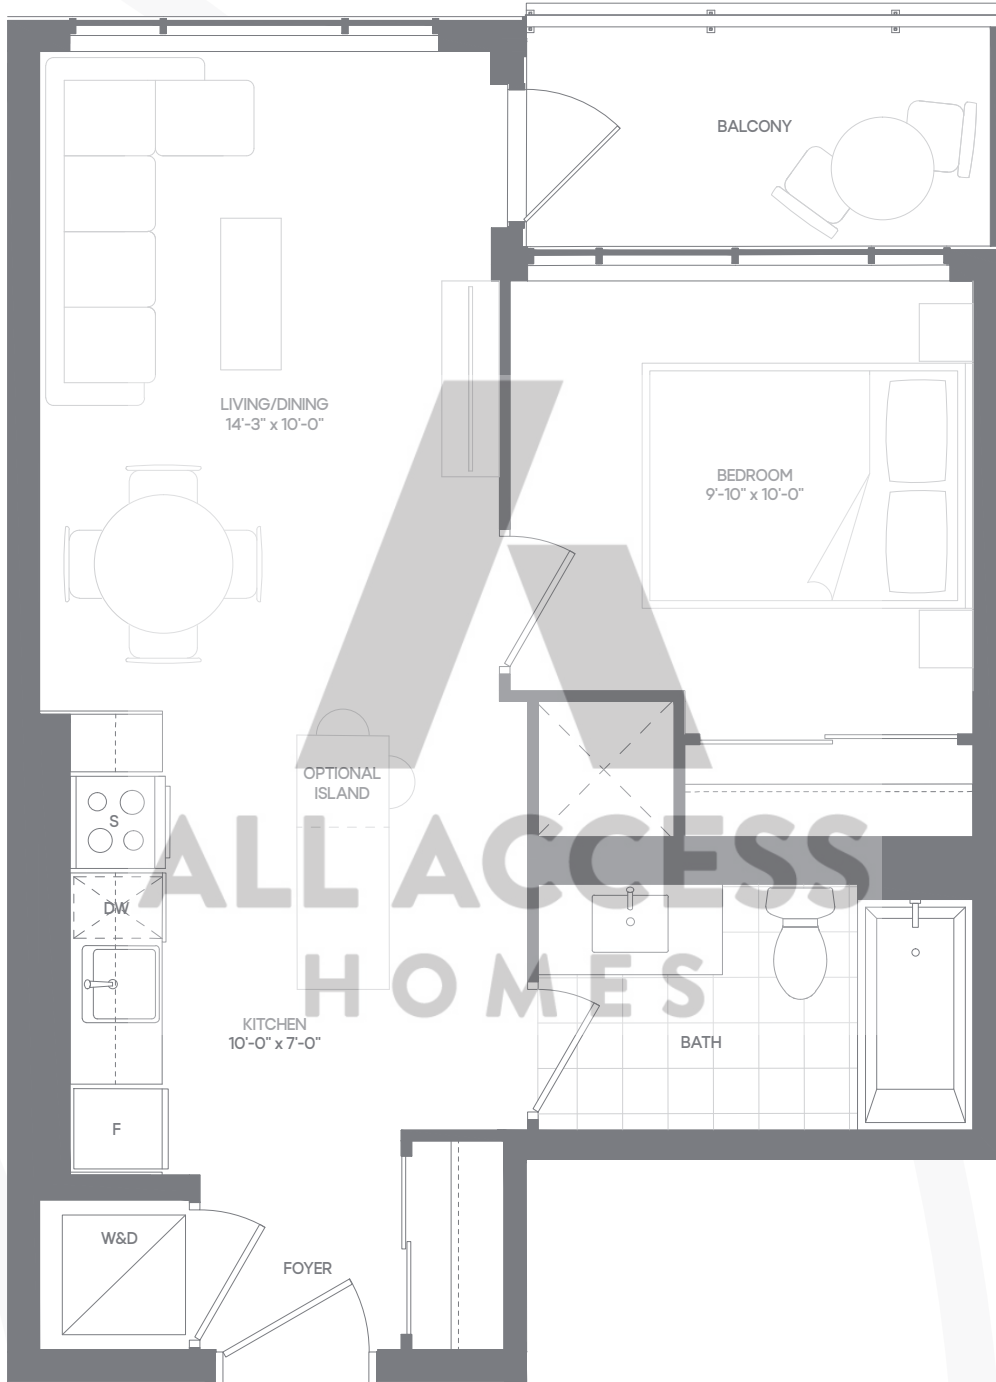 BALCONY
LIVING/DINING
14'-3" x 10'-0"
BEDROOM
9'-10" x 10'-0"
OPTIONAL
ISLAND
S
ALL ACCESS
DW
HOMES
KITCHEN
10'-0" x 7'-0"
BATH
F
W&D
FOYER